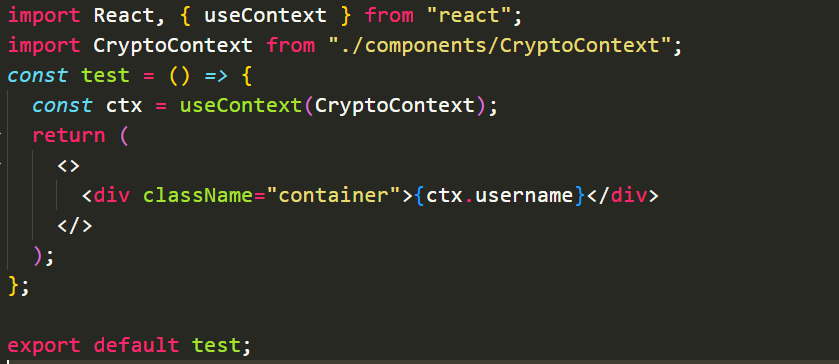 import React, { useContext } from "react";
import CryptoContext from "./components/CryptoContext";
const test = () => {
  const ctx = useContext(CryptoContext);
  return (
    <>
      <div className="container">{ctx.username}</div>
    </>
  );
};

export default test;